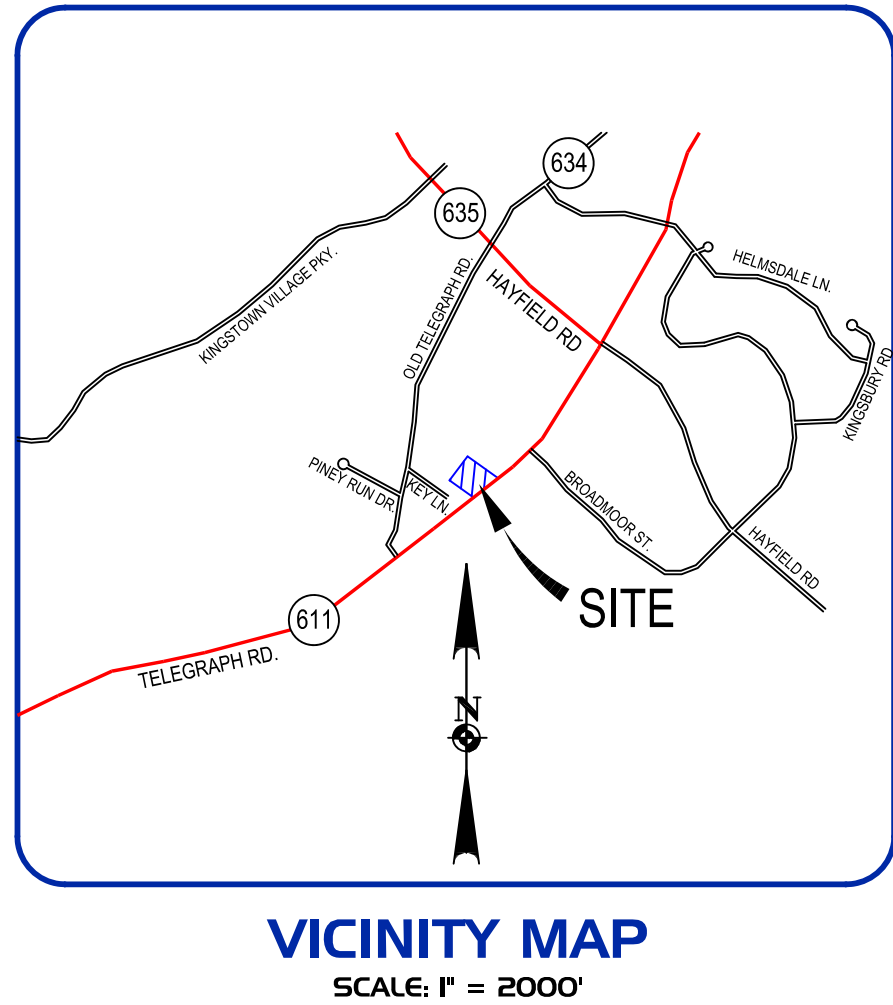 634
635
HELMSDALE LN.
KINGSTOWN VILLAGE PKY.
OLD TELEGRAPH RD.
HAYFIELD RD
KINGSBURY RD
PINEY RUN DR.
KEY LN.
BROADMOOR ST.
HAYFIELD RD
SITE
611
TELEGRAPH RD.
N
VICINITY MAP
SCALE: 1" = 2000'